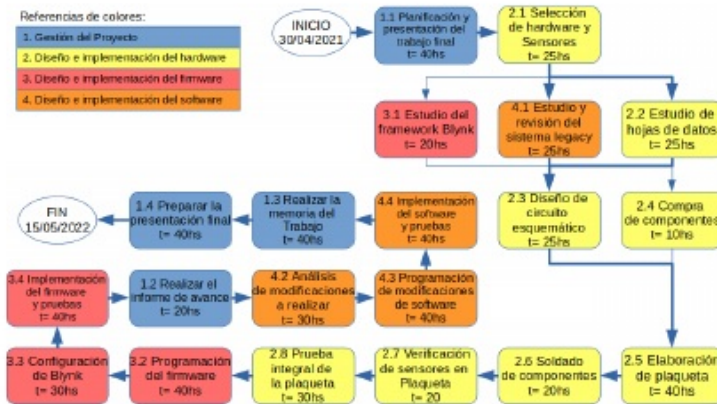 Referencias de colores:
1. Gestión del Proyecto
2. Diseño e implementación del hardware
3. Diseño e implementación del firmware
4. Diseño e implementación del software
INICIO
30/04/2021
1.1 Planificación y
presentación del
trabajo final
t= 40hs
2.1 Selección
de hardware y
Sensores
t= 25hs
3.1 Estudio del
framework Blynk
t= 20hs
4.1 Estudio y
revisión del
sistema legacy
t= 25hs
2.2 Estudio de
hojas de datos
t= 25hs
FIN
15/05/2022
1.4 Preparar la
presentación final
t= 40hs
1.3 Realizar la
memoria del
Trabajo
t= 40hs
4.4 Implementación
del software
y pruebas
t= 40hs
2.3 Diseño de
circuito
esquemático
t= 25hs
2.4 Compra
de componentes
t= 10hs
3.4 Implementación
del firmware
y pruebas
t= 40hs
1.2 Realizar el
informe de avance
t= 20hs
4.2 Análisis
de modificaciones
a realizar
t= 30hs
4.3 Programación
de modificaciones
de software
t= 40hs
3.3 Configuración
de Blynk
t= 30hs
3.2 Programación
del firmware
t= 40hs
2.8 Prueba
integral de
la plaqueta
t= 30hs
2.7 Verificación
de sensores en
Plaqueta
t= 20
2.6 Soldado
de componentes
t= 20hs
2.5 Elaboración
de plaqueta
t= 40hs